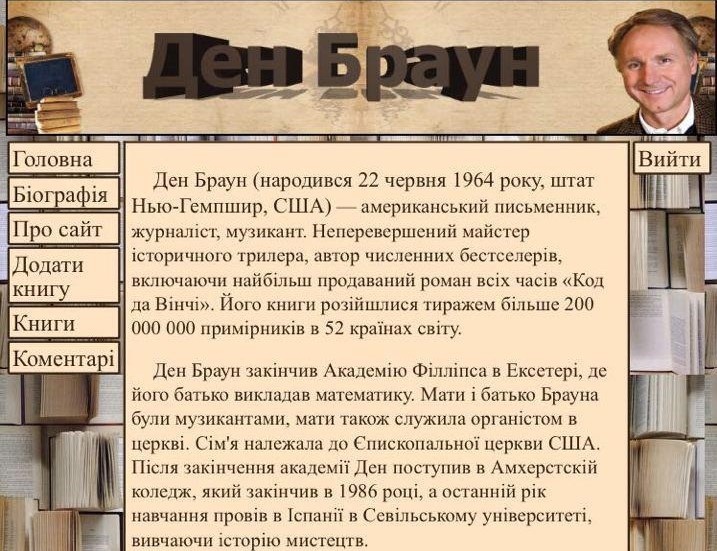 Ден Браун
Головна
Біографія
Про сайт
Додати
книгу
Книги
Коментарі
Ден Браун (народився 22 червня 1964 року, штат
Нью-Гемпшир, США) — американський письменник,
журналіст, музикант. Неперевершений майстер
історичного трилера, автор численних бестселерів,
включаючи найбільш продаваний роман всіх часів «Код
да Вінчі». Його книги розійшлися тиражем більше 200
000 000 примірників в 52 країнах світу.
Ден Браун закінчив Академію Філліпса в Ексетері, де
його батько викладав математику. Мати і батько Брауна
були музикантами, мати також служила органістом в
церкві. Сім'я належала до Єпископальної церкви США.
Після закінчення академії Ден поступив в Амхерстскій
коледж, який закінчив в 1986 році, а останній рік
навчання провів в Іспанії в Севільському університеті,
вивчаючи історію мистецтв.
Вийти